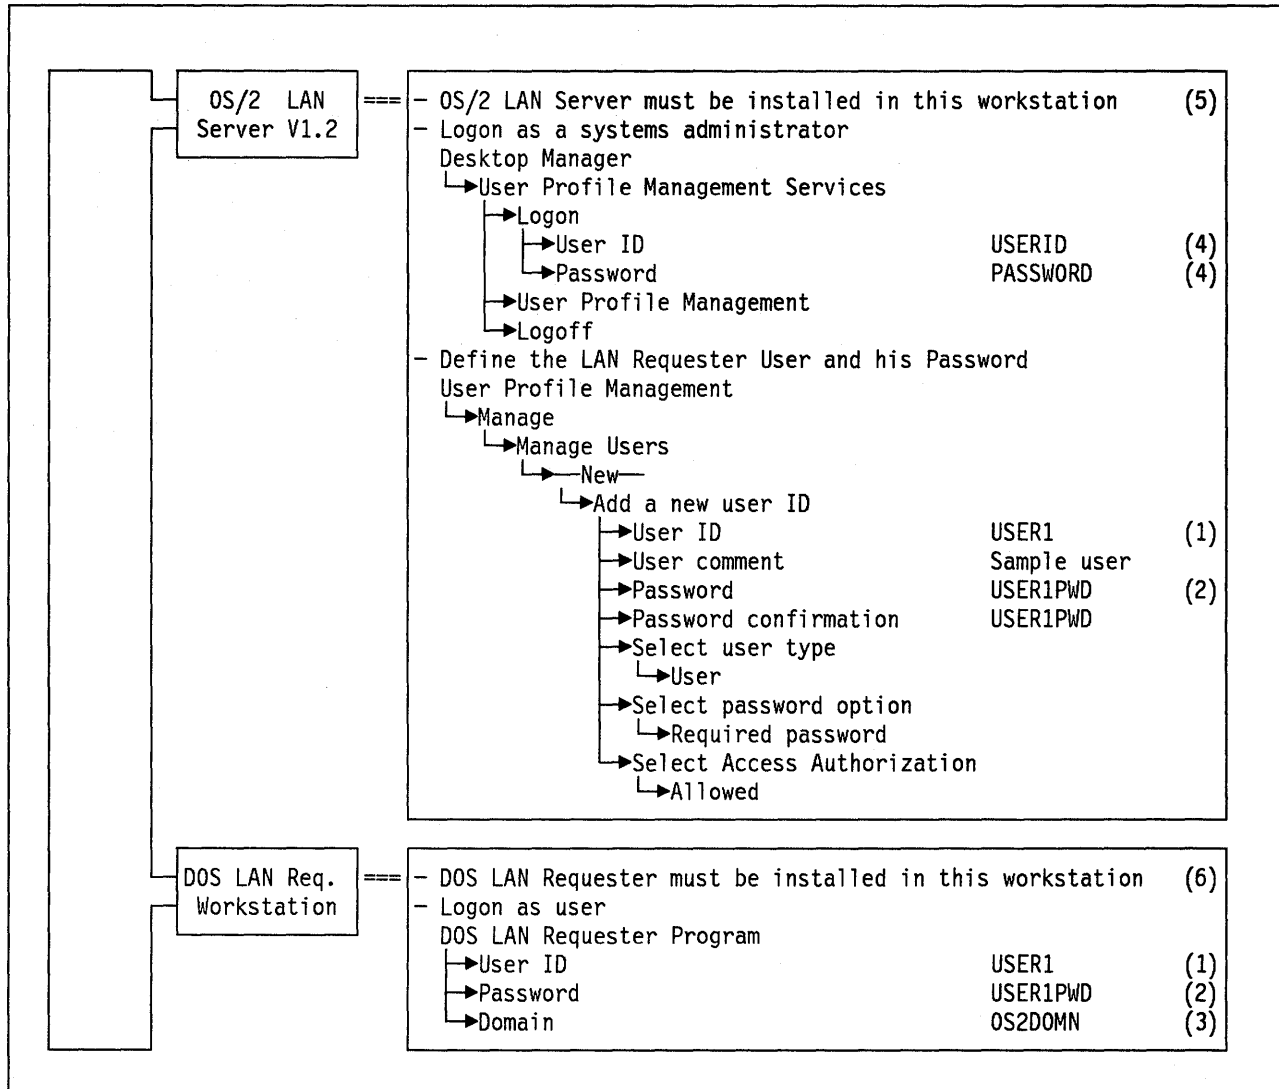 OS/2 LAN Server V1.2 === - OS/2 LAN Server must be installed in this workstation (5)
- Logon as a systems administrator
Desktop Manager
User Profile Management Services
Logon
User ID USERID (4)
Password PASSWORD (4)
User Profile Management
Logoff
- Define the LAN Requester User and his Password
User Profile Management
Manage
Manage Users
New
Add a new user ID
User ID USER1 (1)
User comment Sample user
Password USER1PWD (2)
Password confirmation USER1PWD
Select user type
User
Select password option
Required password
Select Access Authorization
Allowed
DOS LAN Req. Workstation === - DOS LAN Requester must be installed in this workstation (6)
- Logon as user
DOS LAN Requester Program
User ID USER1 (1)
Password USER1PWD (2)
Domain OS2DOMN (3)